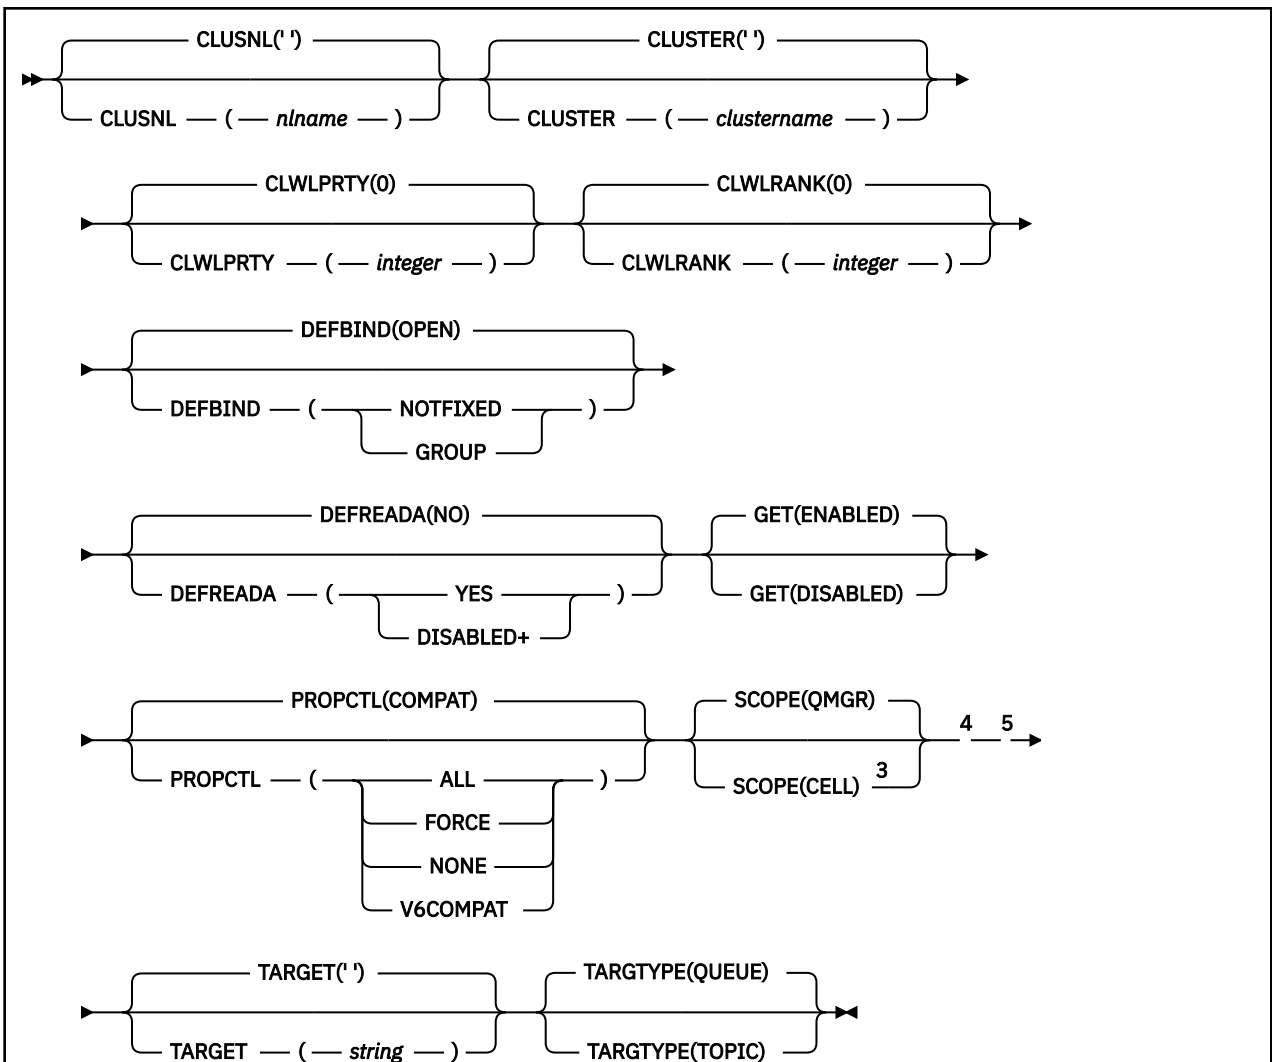 CLUSNL(' ') CLUSTER(' ')
CLUSNL ( nlname ) CLUSTER ( clustername )
CLWLPRTY(0) CLWLRANK(0)
CLWLPRTY ( integer ) CLWLRANK ( integer )
DEFBIND(OPEN)
DEFBIND ( NOTFIXED )
GROUP
DEFREADA(NO) GET(ENABLED)
DEFREADA ( YES ) GET(DISABLED)
DISABLED+
PROPCTL(COMPAT) SCOPE(QMGR) 4 5
PROPCTL ( ALL ) SCOPE(CELL) 3
FORCE
NONE
V6COMPAT
TARGET(' ') TARGTYPE(QUEUE)
TARGET ( string ) TARGTYPE(TOPIC)